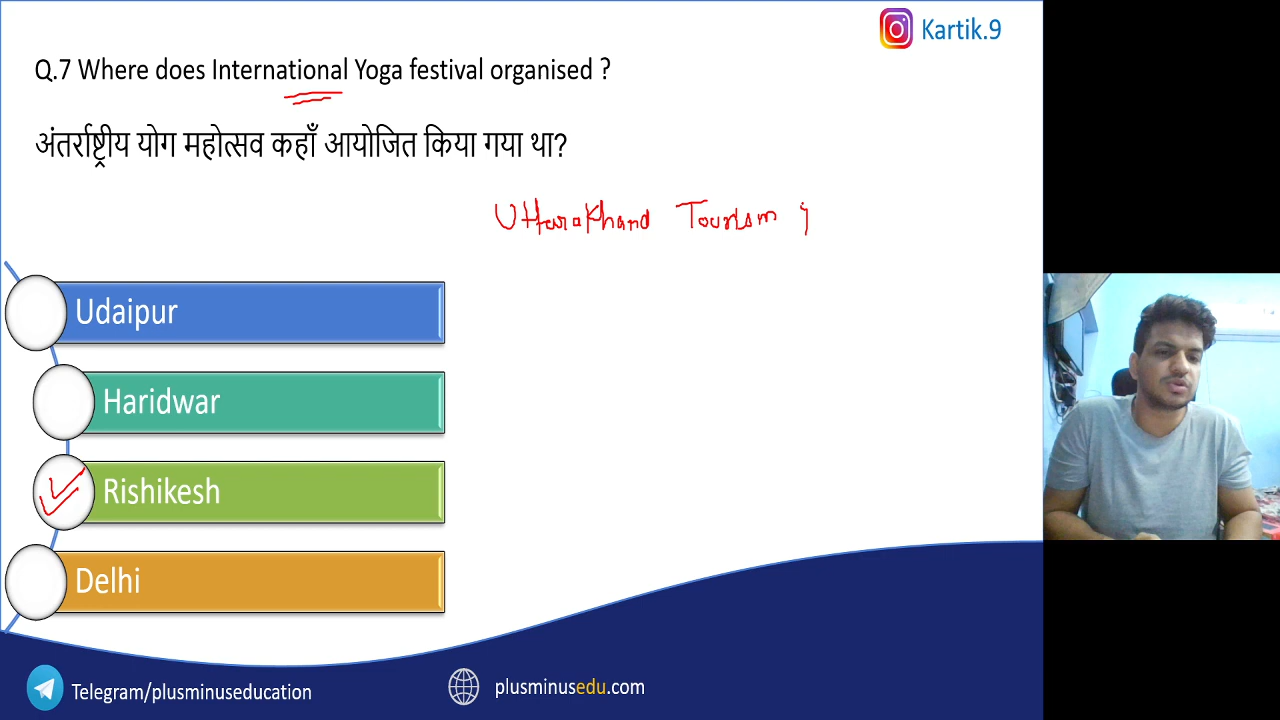 Kartik.9
Q.7 Where does International Yoga festival organised ?
अंतर्राष्ट्रीय योग महोत्सव कहाँ आयोजित किया गया था?
Uttarakhand Tourism
Udaipur
Haridwar
Rishikesh
Delhi
Telegram/plusminuseducation
plusminusedu.com